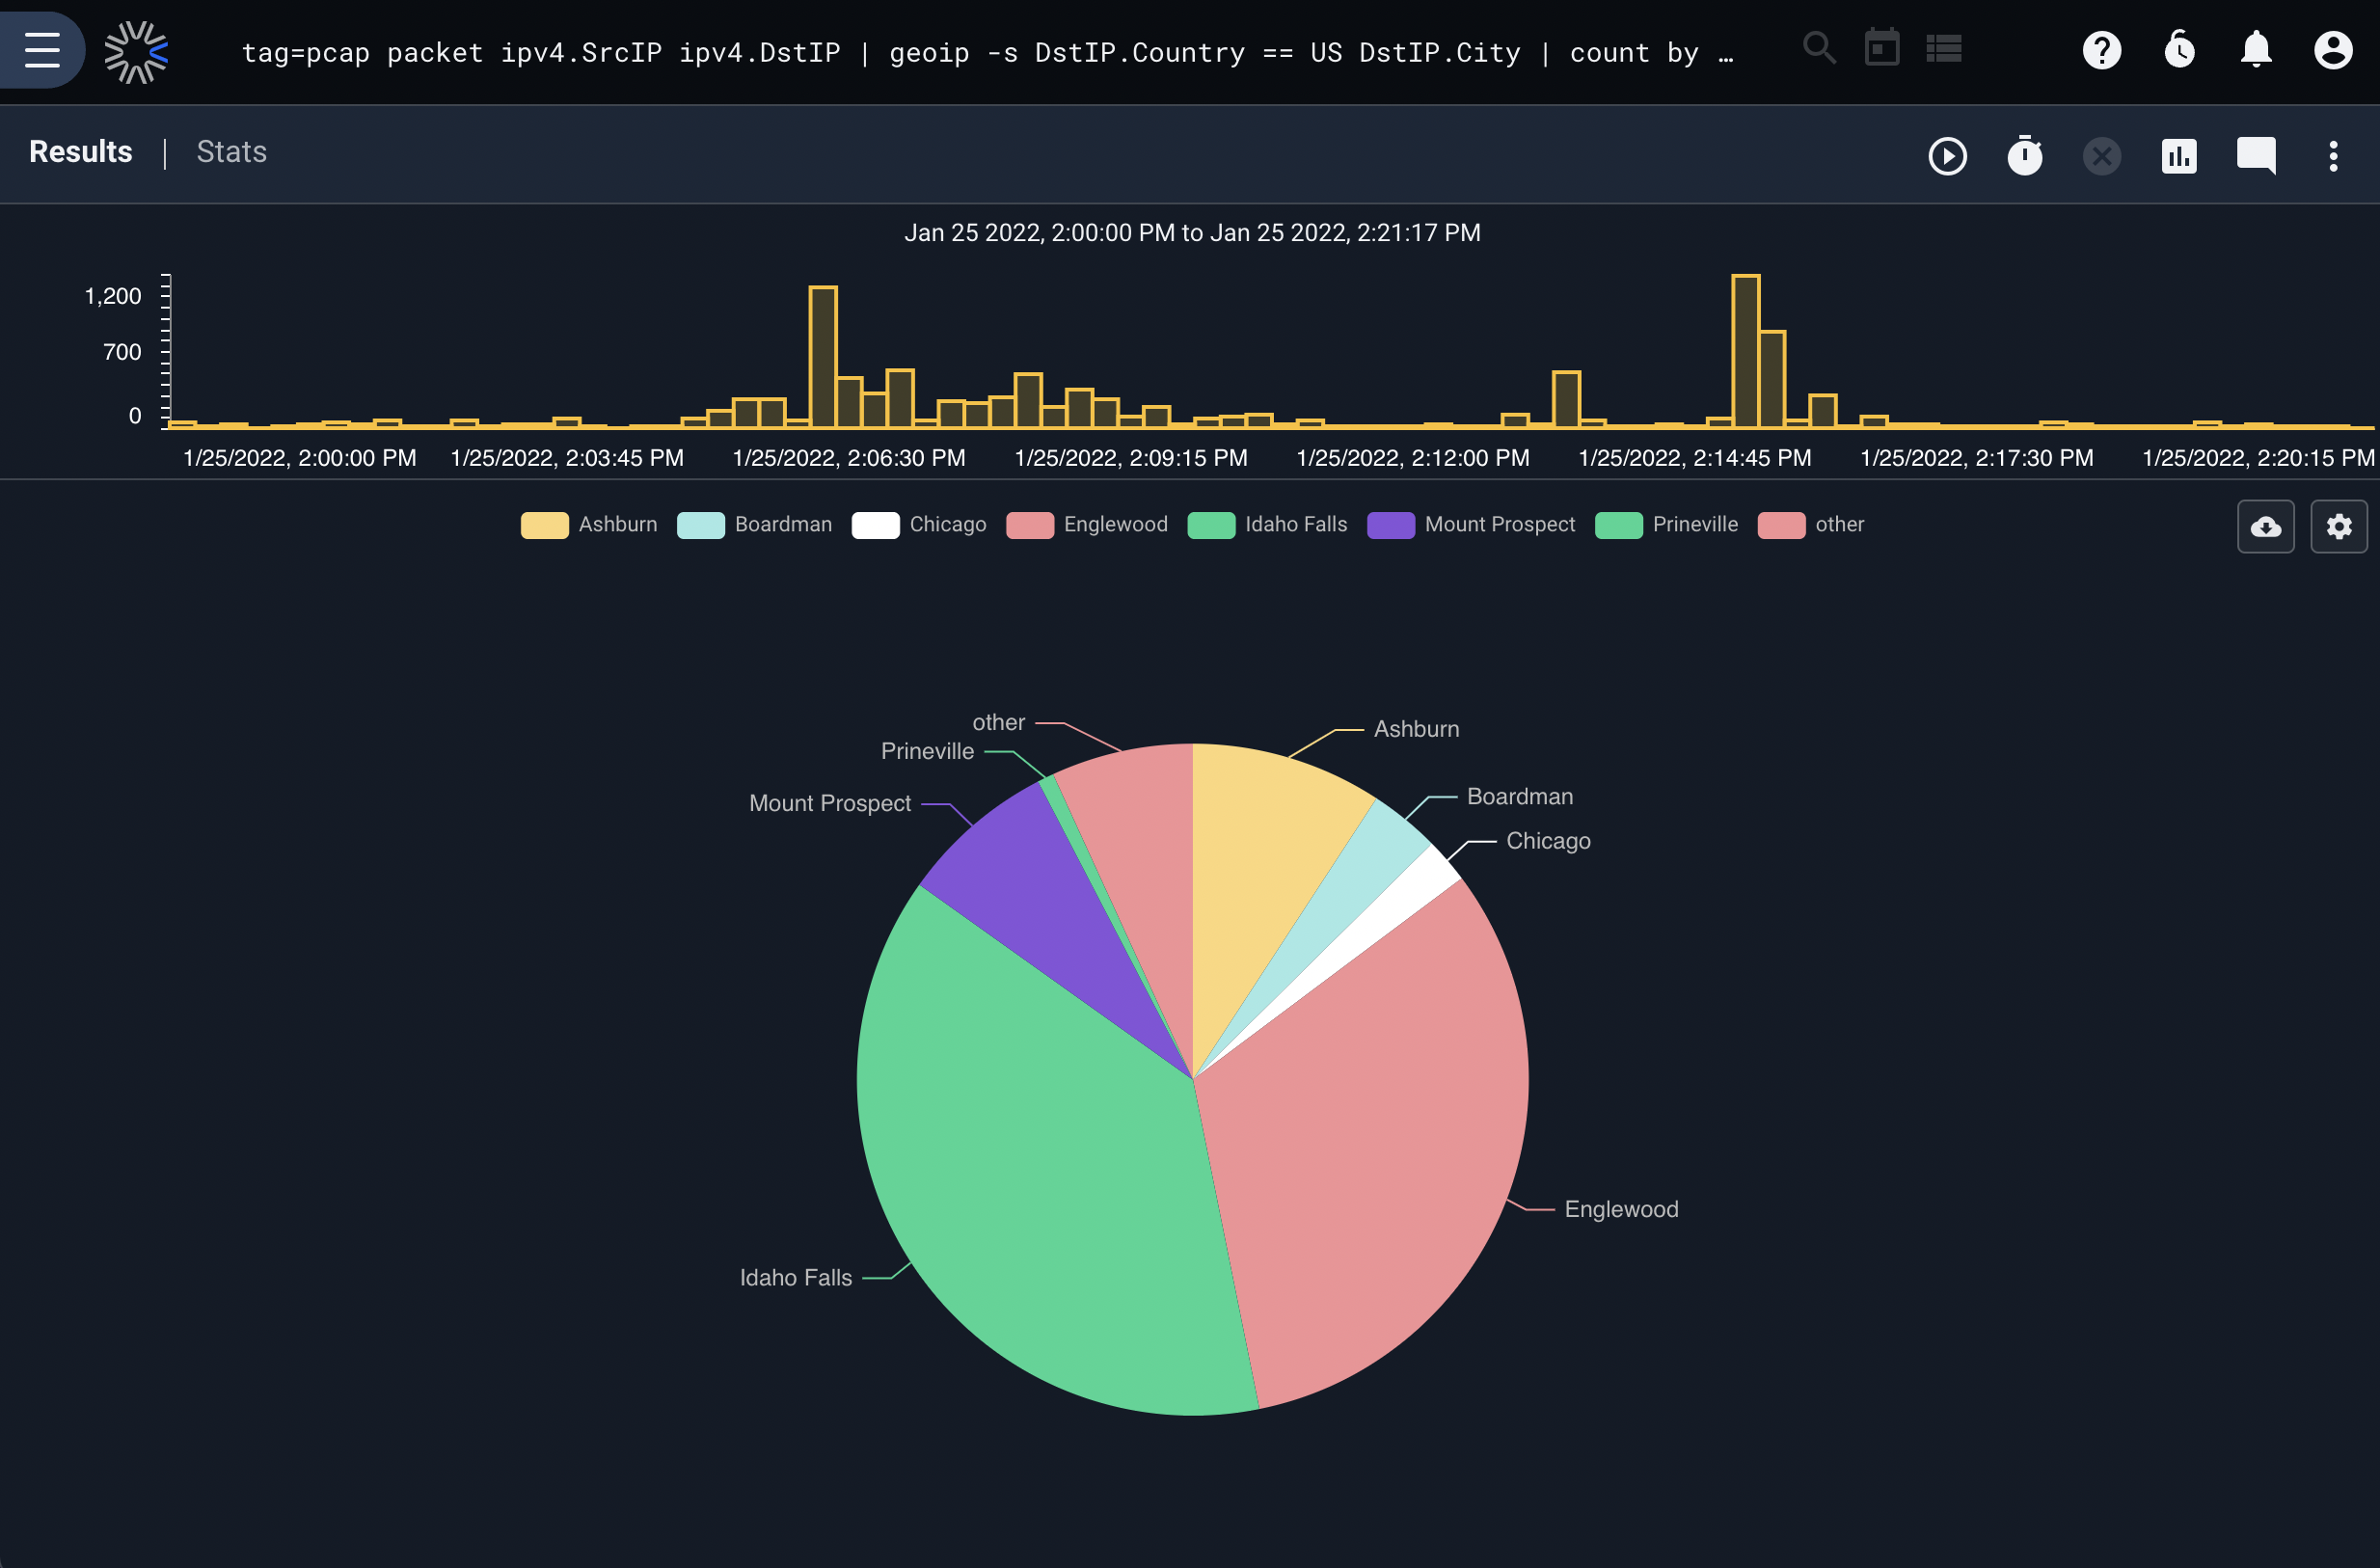 tag=pcap packet ipv4.SrcIP ipv4.DstIP | geoip -s DstIP.Country == US DstIP.City | count by …
Results | Stats
Jan 25 2022, 2:00:00 PM to Jan 25 2022, 2:21:17 PM
1,200
700
0
1/25/2022, 2:00:00 PM 1/25/2022, 2:03:45 PM 1/25/2022, 2:06:30 PM 1/25/2022, 2:09:15 PM 1/25/2022, 2:12:00 PM 1/25/2022, 2:14:45 PM 1/25/2022, 2:17:30 PM 1/25/2022, 2:20:15 PM
Ashburn Boardman Chicago Englewood Idaho Falls Mount Prospect Prineville other
other
Ashburn
Prineville
Boardman
Mount Prospect
Chicago
Englewood
Idaho Falls